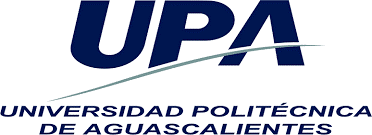 UPA
UNIVERSIDAD POLITÉCNICA
DE AGUASCALIENTES